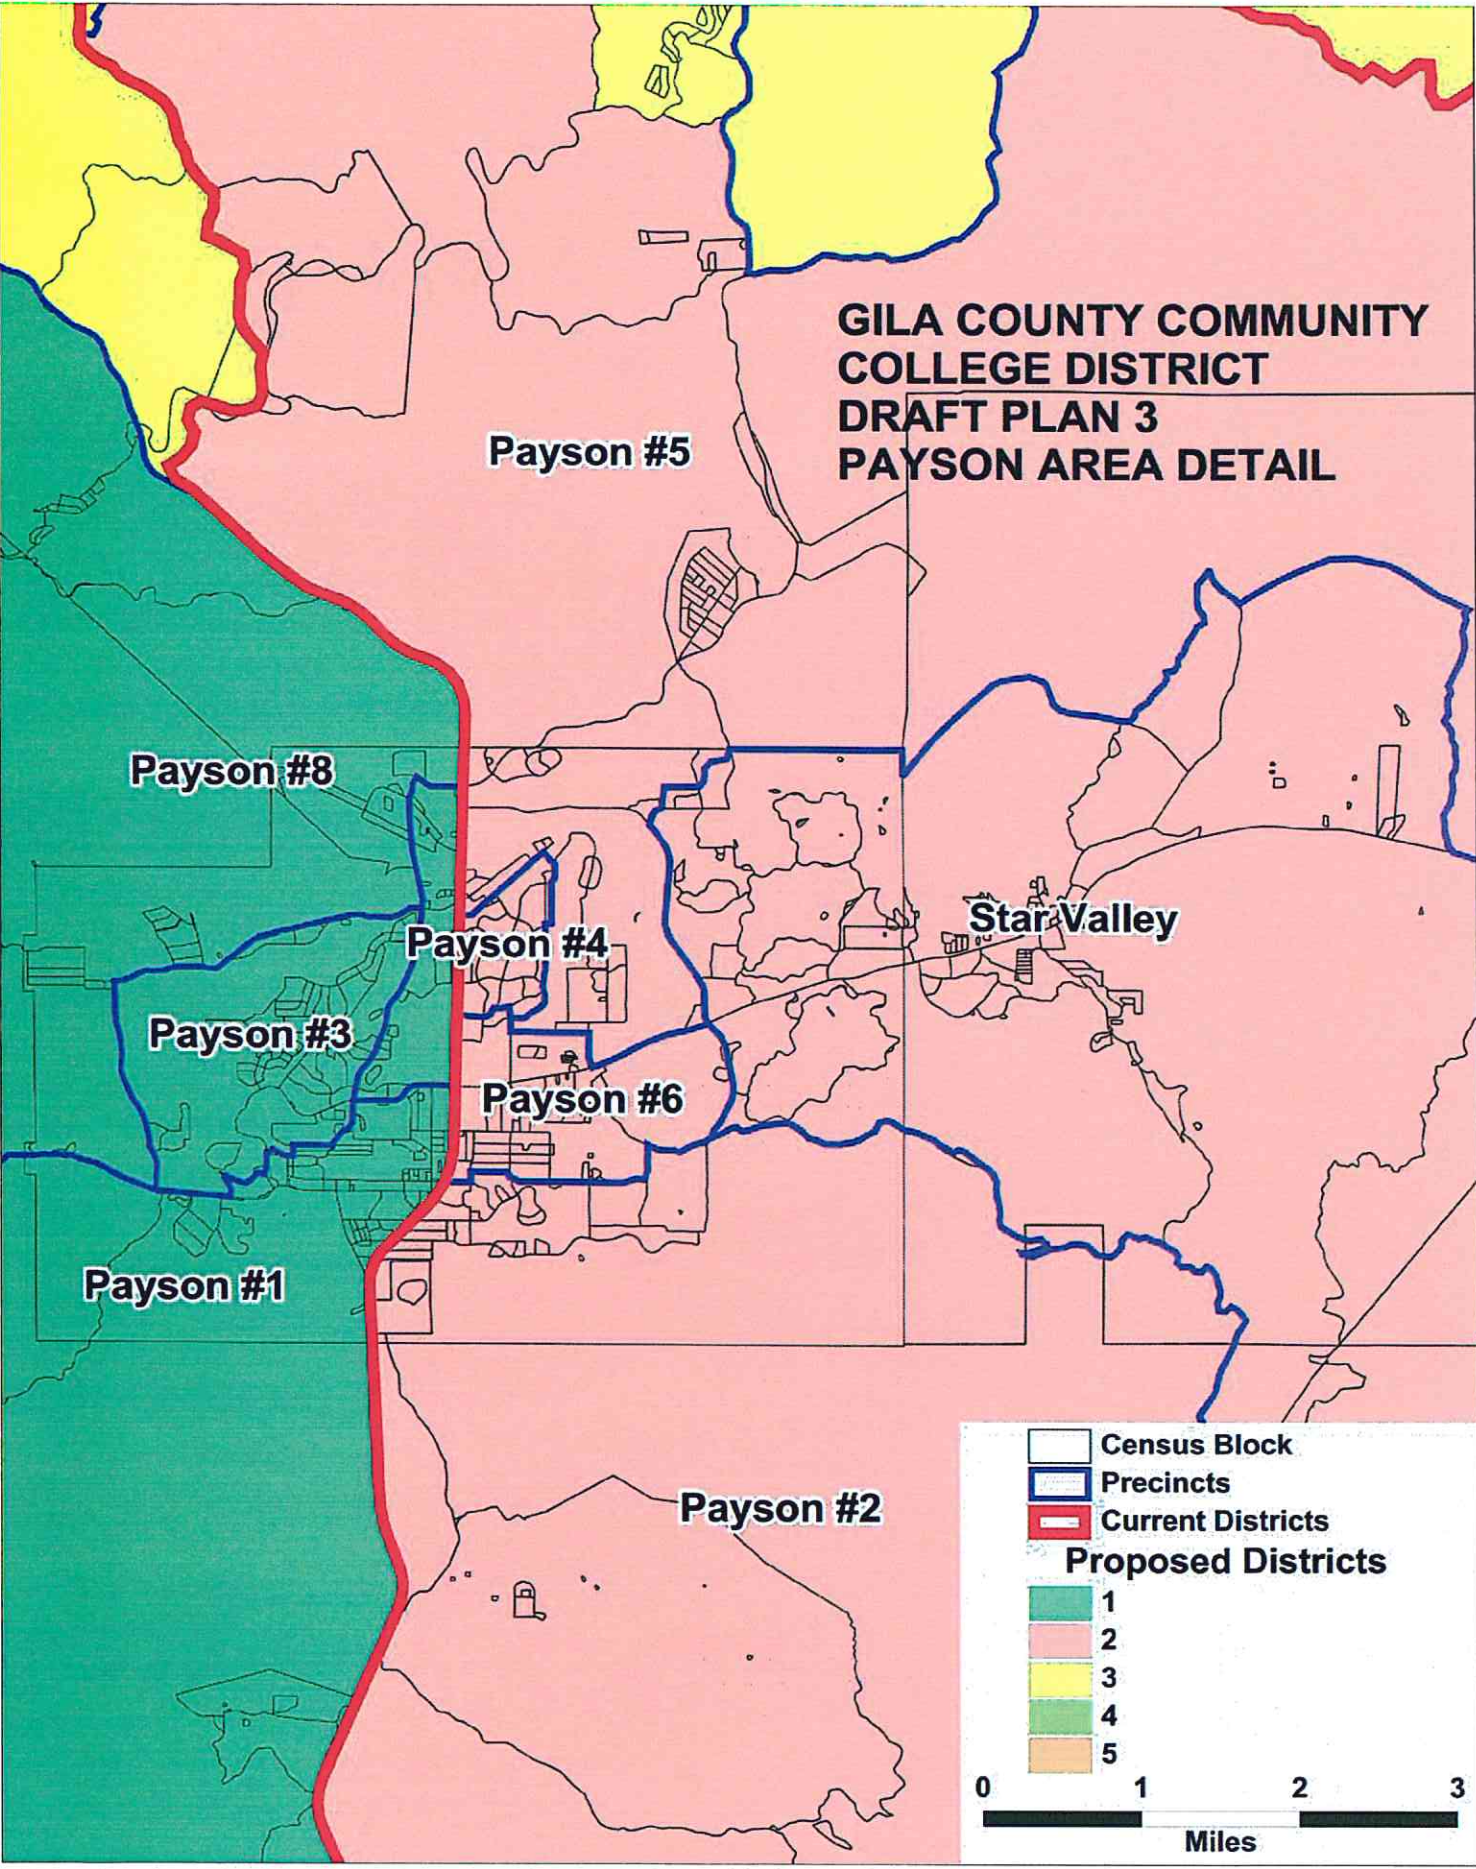 GILA COUNTY COMMUNITY
COLLEGE DISTRICT
DRAFT PLAN 3
PAYSON AREA DETAIL
Payson #5
Payson #8
Star Valley
Payson #4
Payson #3
Payson #6
Payson #1
Payson #2
Census Block
Precincts
Current Districts
Proposed Districts
1
2
3
4
5
0 1 2 3
Miles